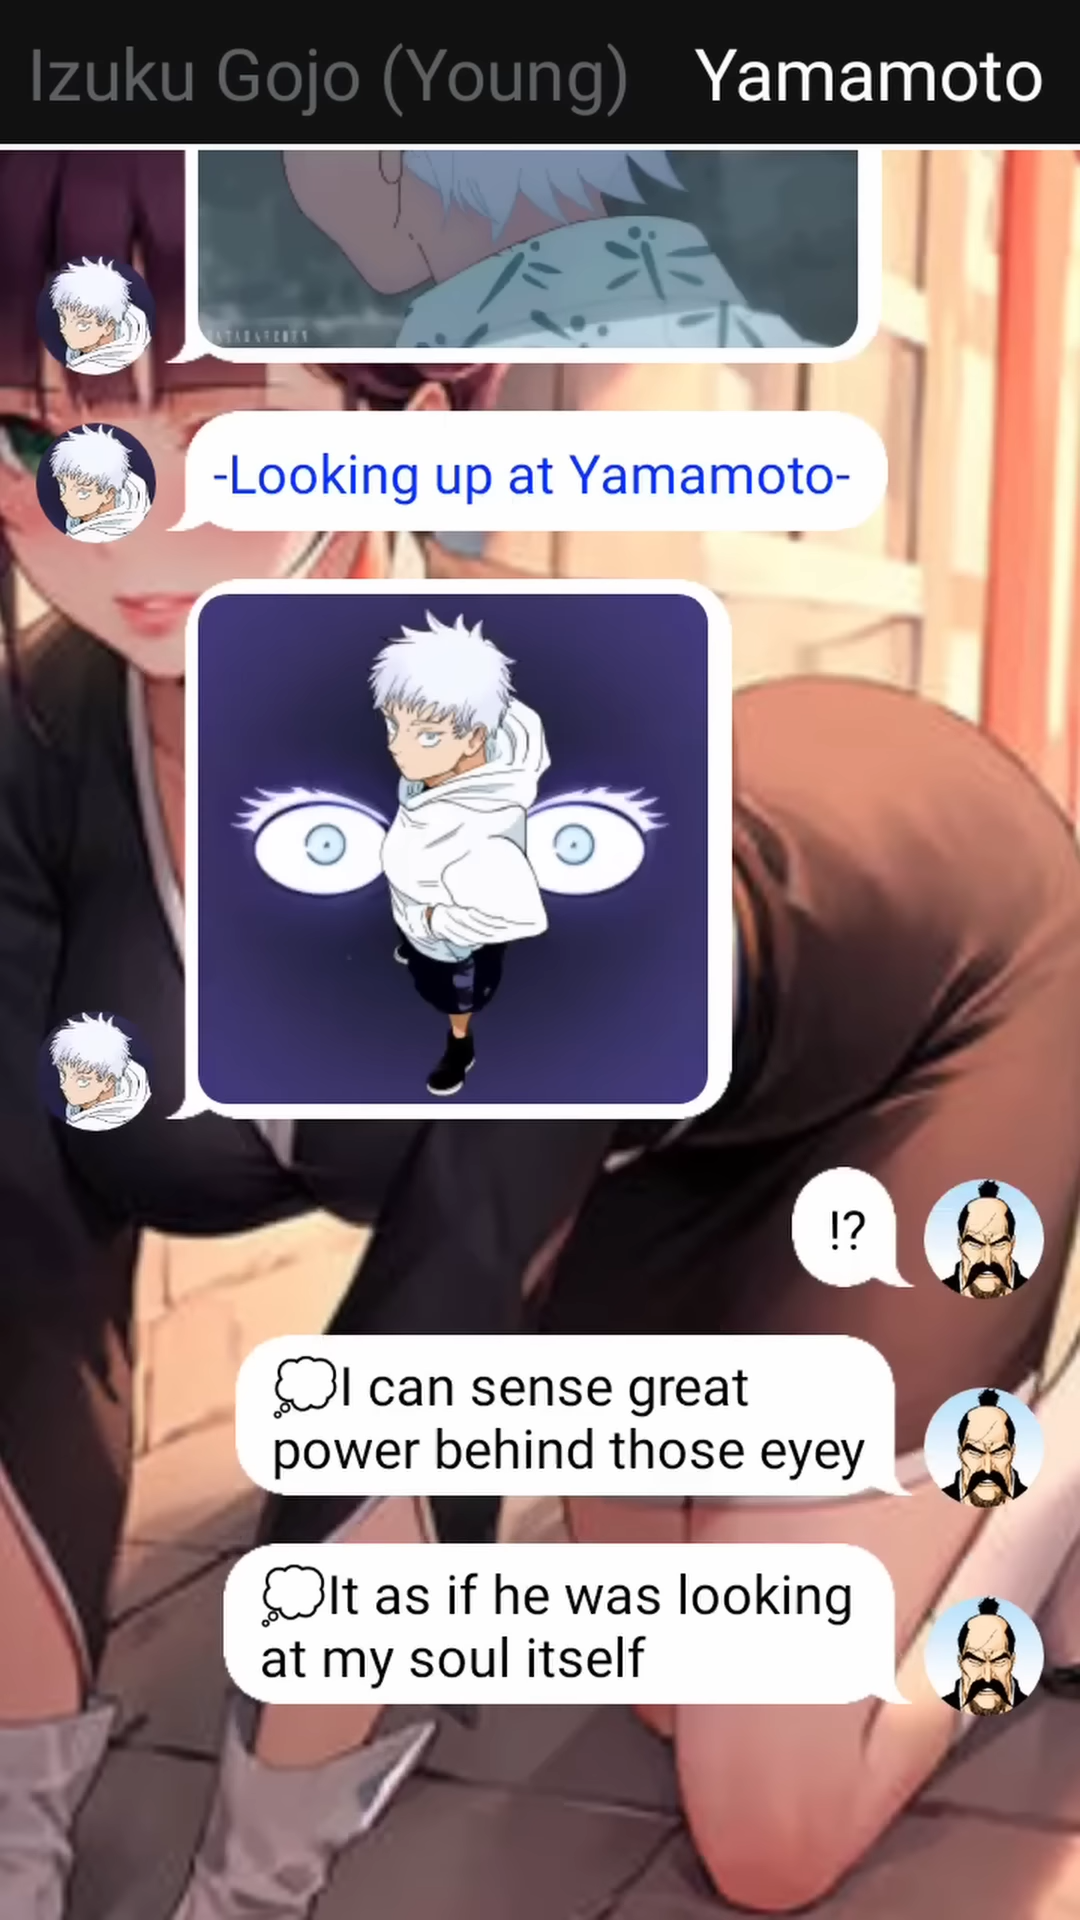 Izuku Gojo (Young) Yamamoto
-Looking up at Yamamoto-
!?
I can sense great
power behind those eyey
It as if he was looking
at my soul itself